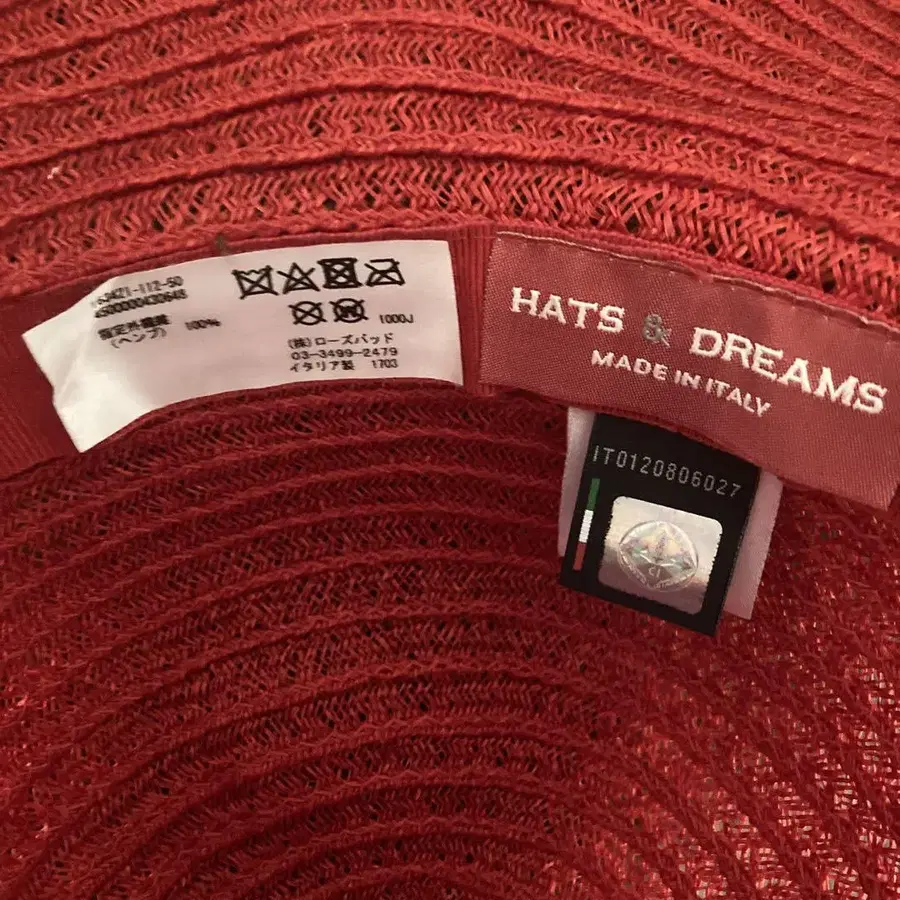 指定外繊維
（ヘンプ） 100%
1000J
（株）ローズバッド
03-3499-2479
イタリア製 1703
HATS & DREAMS
MADE IN ITALY
IT0120806027